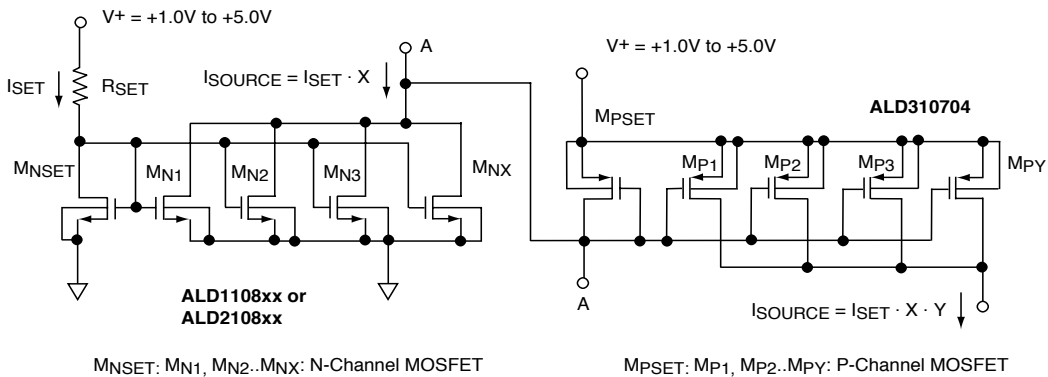 V+ = +1.0V to +5.0V
ISET
RSET
ISOURCE = ISET · X
A
MNSET
MN1
MN2
MN3
MNX
ALD1108xx or
ALD2108xx
MNSET: MN1, MN2..MNX: N-Channel MOSFET
V+ = +1.0V to +5.0V
MPSET
ALD310704
MP1
MP2
MP3
MPY
A
ISOURCE = ISET · X · Y
MPSET: MP1, MP2..MPY: P-Channel MOSFET